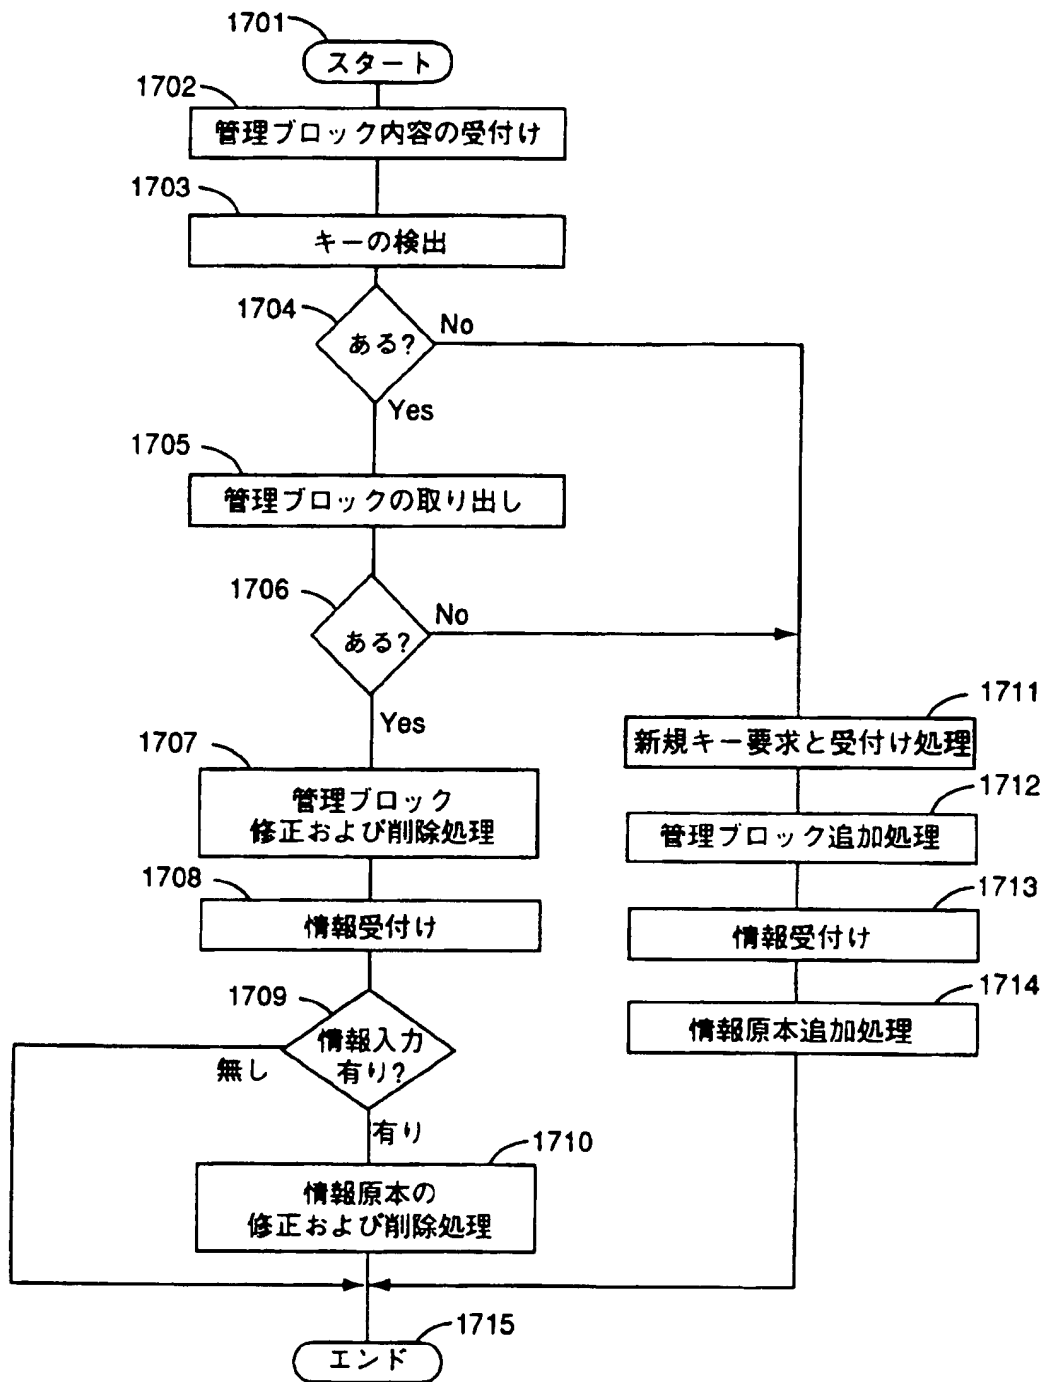 1701
スタート
1702
管理ブロック内容の受付け
1703
キーの検出
1704
ある?
No
Yes
1705
管理ブロックの取り出し
1706
ある?
No
Yes
1707
管理ブロック
修正および削除処理
1708
情報受付け
1709
情報入力
有り?
無し
有り
1710
情報原本の
修正および削除処理
1711
新規キー要求と受付け処理
1712
管理ブロック追加処理
1713
情報受付け
1714
情報原本追加処理
1715
エンド